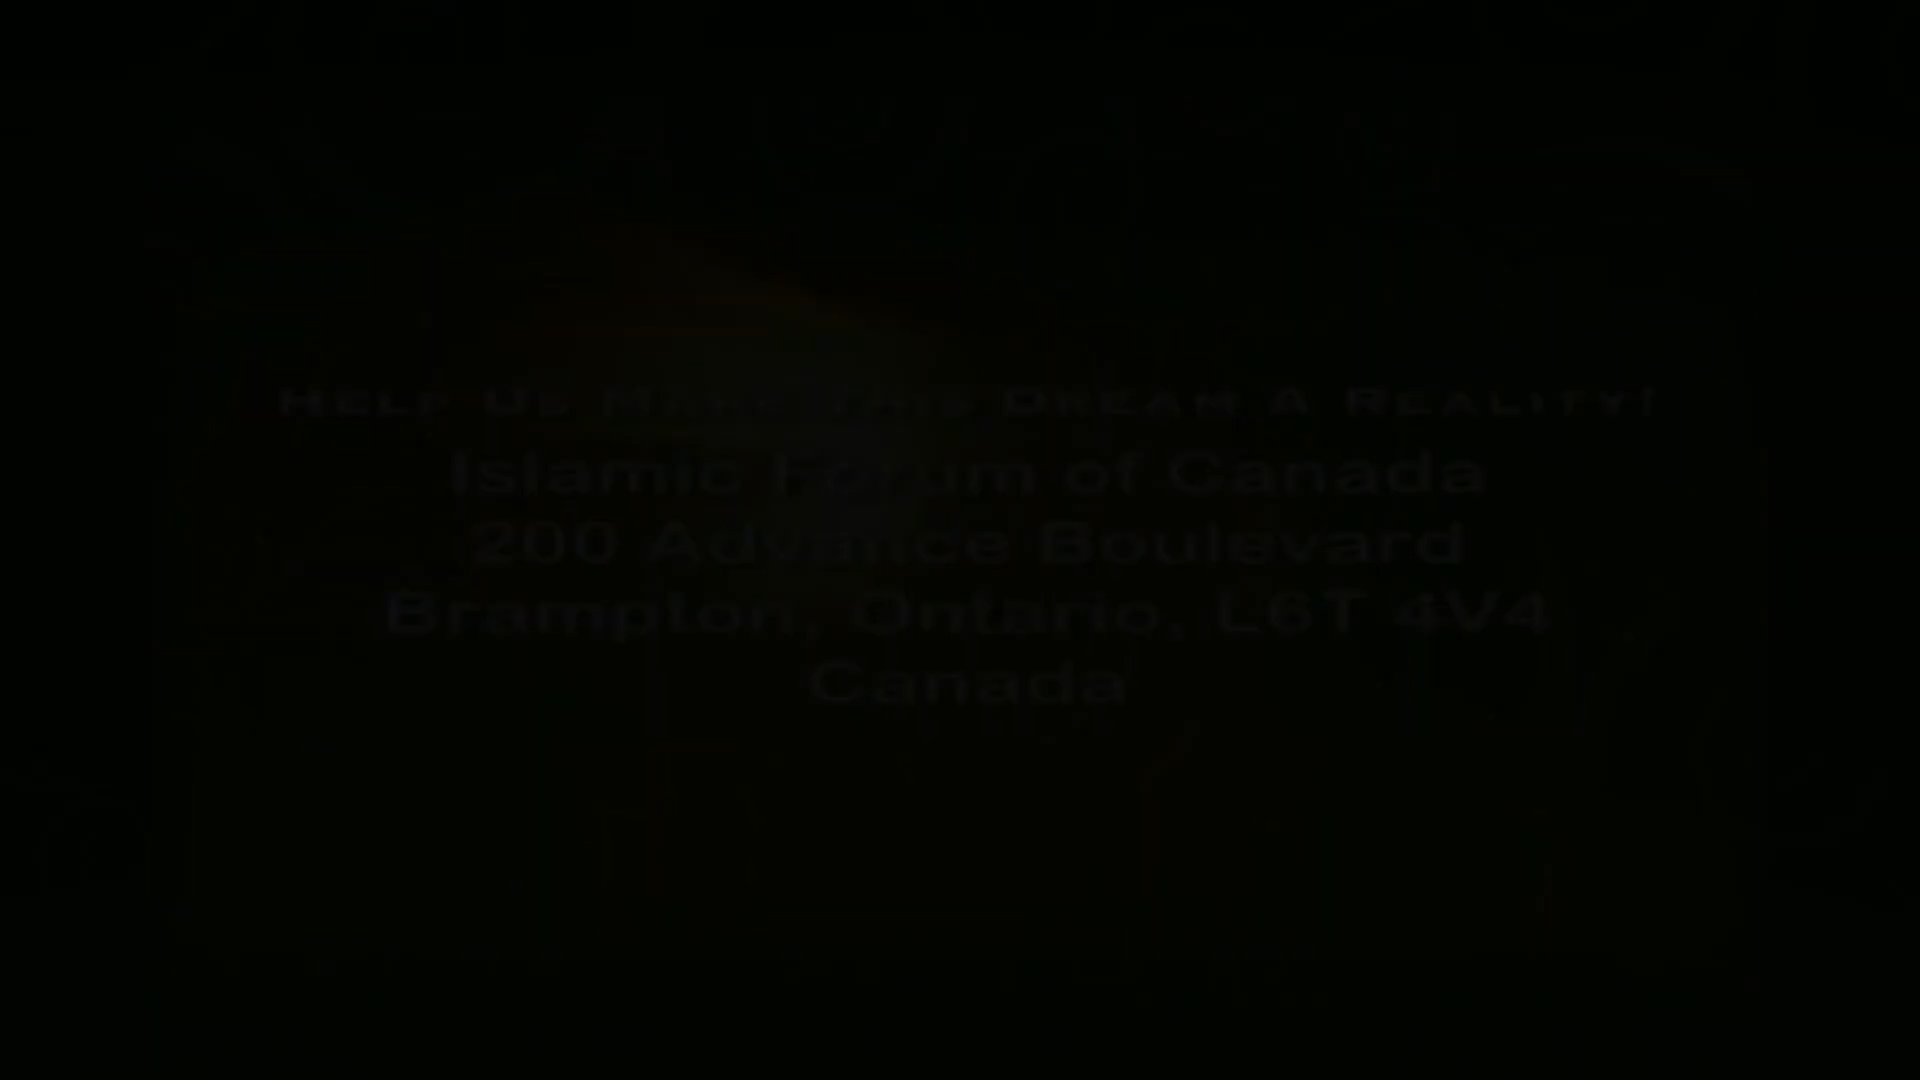 HELP US MAKE THIS DREAM A REALITY!
Islamic Forum of Canada
200 Advance Boulevard
Brampton, Ontario, L6T 4V4
Canada